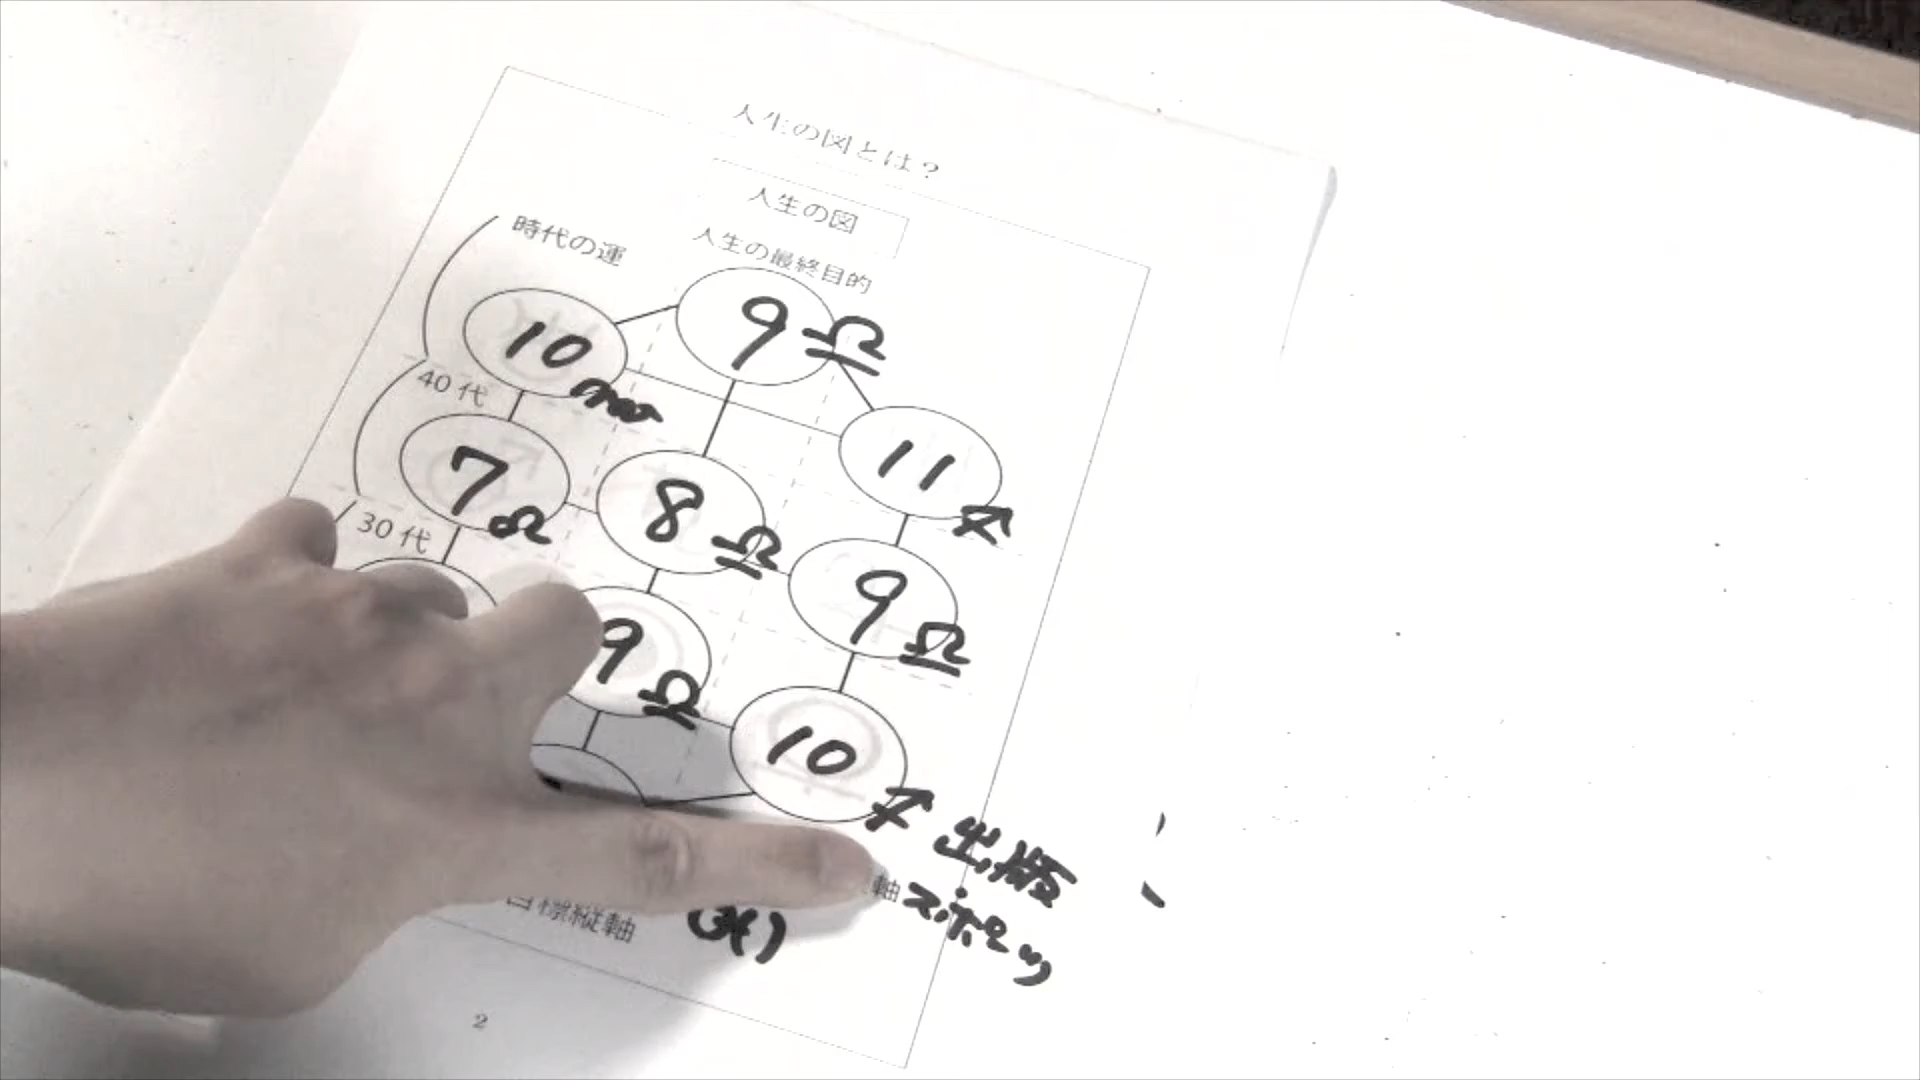 人生の図とは？
人生の図
時代の運
人生の最終目的
9 ♎
10
40代
11
7
8 ♎
30代
9 ♎
9 ♎
10
出版
軸
スポーツ
目標縦軸
2